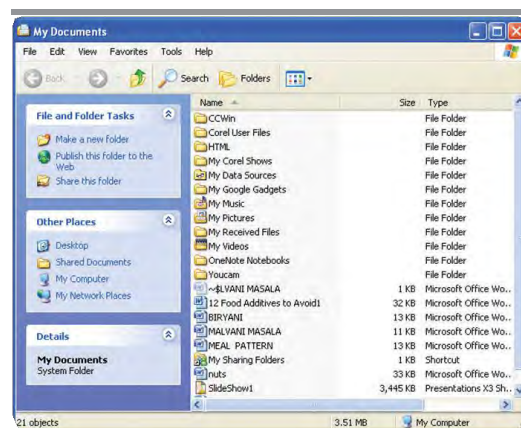 My Documents
File Edit View Favorites Tools Help
Back Search Folders
Name Size Type
File and Folder Tasks
Make a new folder
Publish this folder to the
Web
Share this folder
Other Places
Desktop
Shared Documents
My Computer
My Network Places
Details
My Documents
System Folder
CCWin File Folder
Corel User Files File Folder
HTML File Folder
My Corel Shows File Folder
My Data Sources File Folder
My Google Gadgets File Folder
My Music File Folder
My Pictures File Folder
My Received Files File Folder
My Videos File Folder
OneNote Notebooks File Folder
Youcam File Folder
~$LVANI MASALA 1 KB Microsoft Office Wo...
12 Food Additives to Avoid1 32 KB Microsoft Office Wo...
BIRYANI 13 KB Microsoft Office Wo...
MALVANI MASALA 11 KB Microsoft Office Wo...
MEAL PATTERN 13 KB Microsoft Office Wo...
My Sharing Folders 1 KB Shortcut
nuts 33 KB Microsoft Office Wo...
SlideShow1 3,445 KB Presentations X3 Sh...
21 objects 3.51 MB My Computer